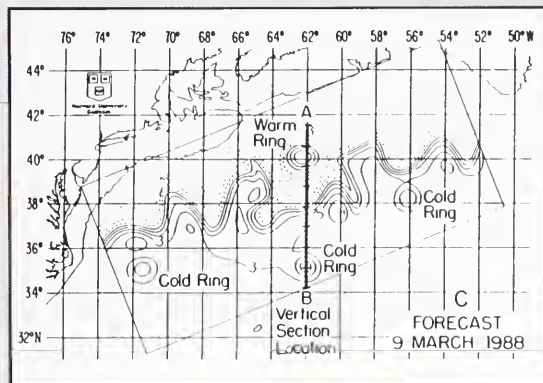 76° 74° 72° 70° 68° 66° 64° 62° 60° 58° 56° 54° 52° 50°W
44°
42°
40°
38°
36°
34°
32°N
Harvard University
A
Warm
Ring
Cold
Ring
Cold
Ring
Cold Ring
3
3
B
Vertical
Section
Location
C
FORECAST
9 MARCH 1988